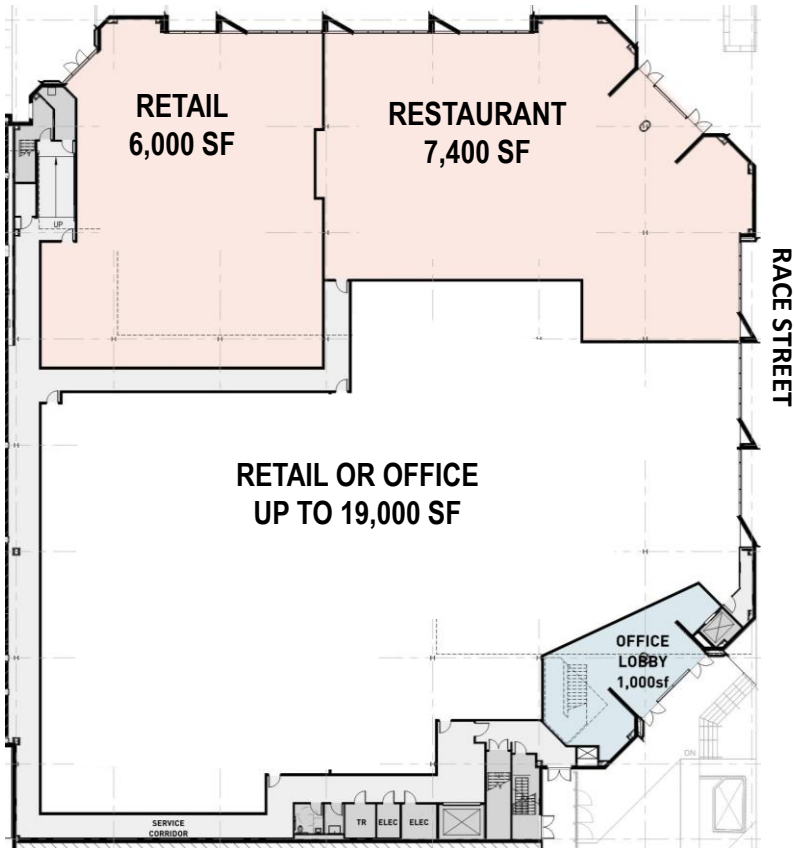 RETAIL
6,000 SF
RESTAURANT
7,400 SF
UP
RACE STREET
RETAIL OR OFFICE
UP TO 19,000 SF
OFFICE
LOBBY
1,000sf
DN
SERVICE
CORRIDOR
TR
ELEC
ELEC